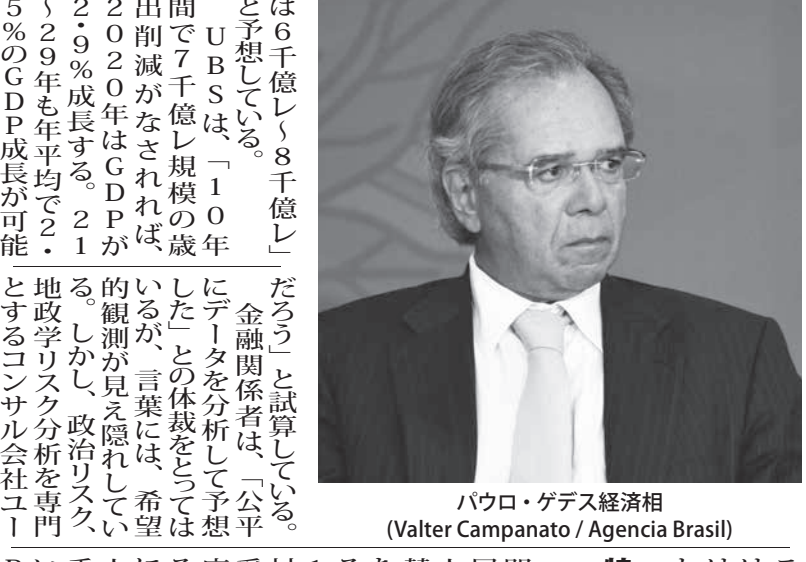 は6千億レ〜8千億レ」
と予想している。
UBSは、「10年
間で7千億レ規模の歳
出削減がなされれば、
2020年はGDPが
2・9%成長する。21
〜29年も年平均で2・
5%のGDP成長が可能
だろう」と試算している。
金融関係者は、「公平
にデータを分析して予想
した」との体裁をとっては
いるが、言葉には、希望
的観測が見え隠れしてい
る。しかし、政治リスク、
地政学リスク分析を専門
とするコンサル会社ユー
パウロ・ゲデス経済相
(Valter Campanato / Agencia Brasil)